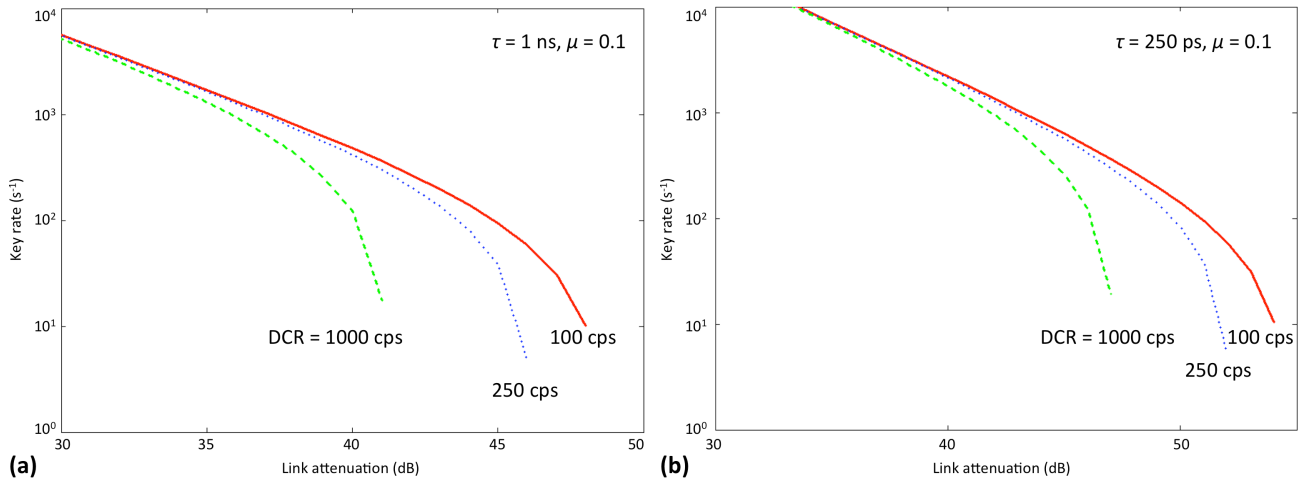 10⁴
10³
10²
10¹
10⁰
Key rate (s⁻¹)
τ = 1 ns, μ = 0.1
DCR = 1000 cps
100 cps
250 cps
30 35 40 45 50
Link attenuation (dB)
(a)
10⁴
10³
10²
10¹
10⁰
Key rate (s⁻¹)
τ = 250 ps, μ = 0.1
DCR = 1000 cps
100 cps
250 cps
30 40 50
Link attenuation (dB)
(b)